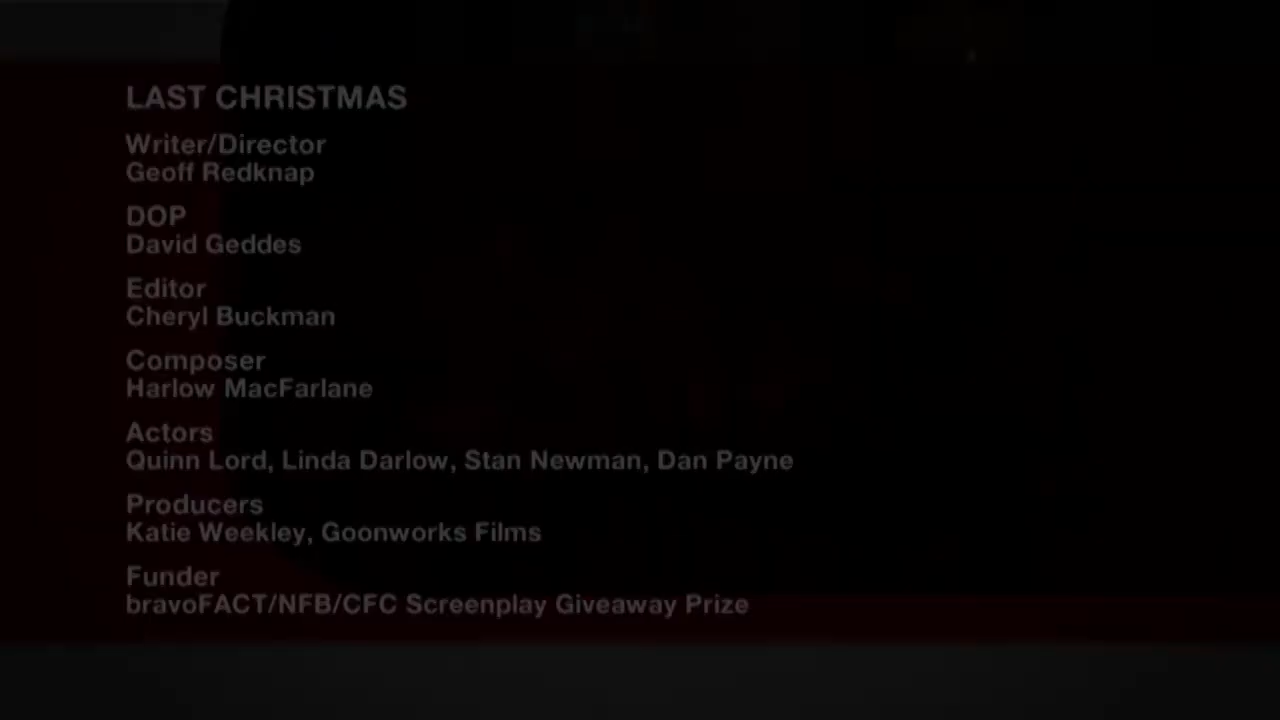 LAST CHRISTMAS
Writer/Director
Geoff Redknap
DOP
David Geddes
Editor
Cheryl Buckman
Composer
Harlow MacFarlane
Actors
Quinn Lord, Linda Darlow, Stan Newman, Dan Payne
Producers
Katie Weekley, Goonworks Films
Funder
bravoFACT/NFB/CFC Screenplay Giveaway Prize